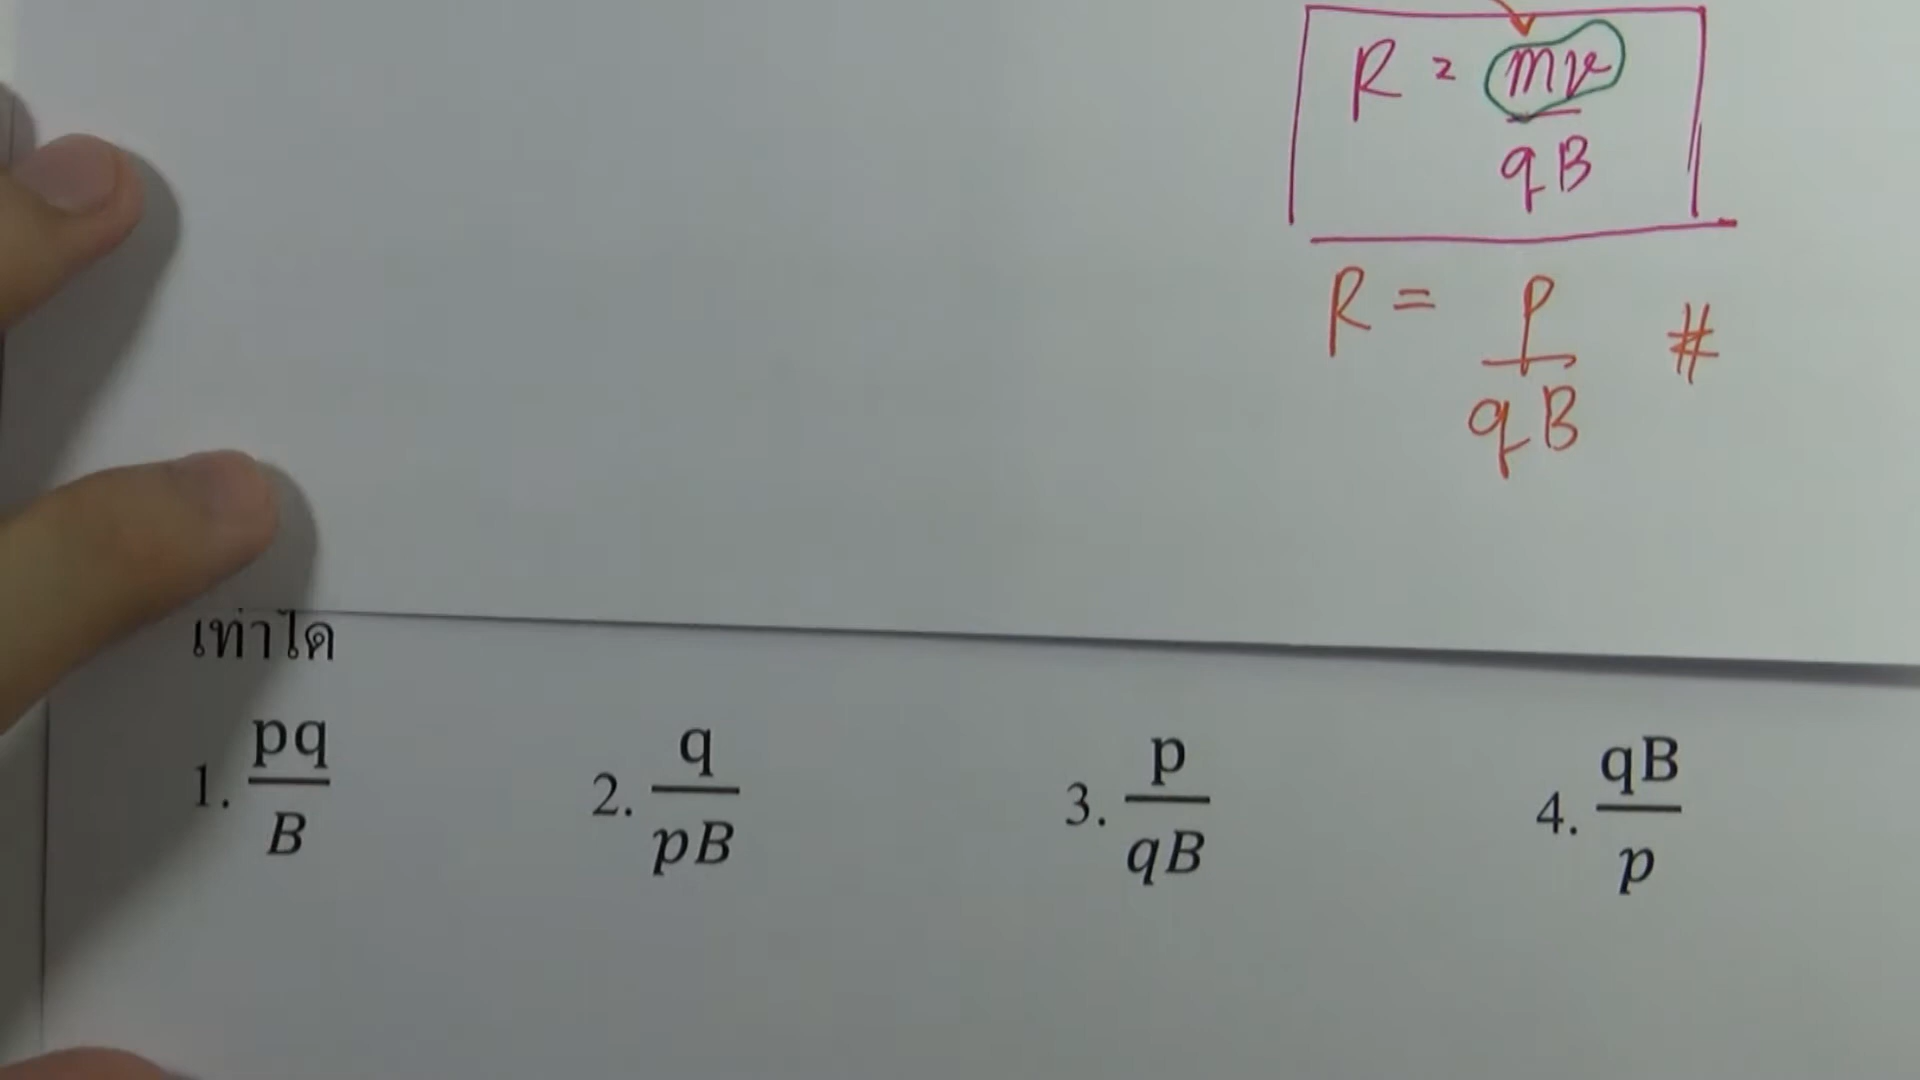 R = mv
qB
R = P #
qB
เท่าใด
1. pq/B 2. q/pB 3. p/qB 4. qB/p